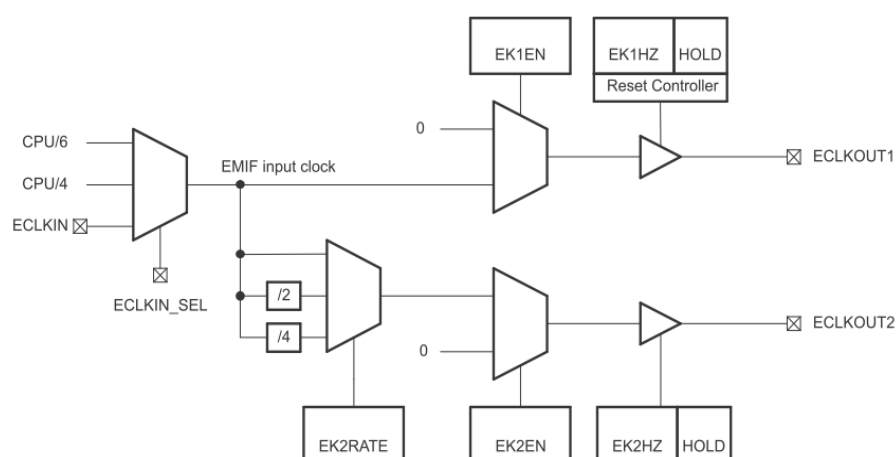 EK1EN
EK1HZ
HOLD
Reset Controller
CPU/6
0
EMIF input clock
ECLKOUT1
CPU/4
ECLKIN
/2
ECLKIN_SEL
/4
0
ECLKOUT2
EK2RATE
EK2EN
EK2HZ
HOLD